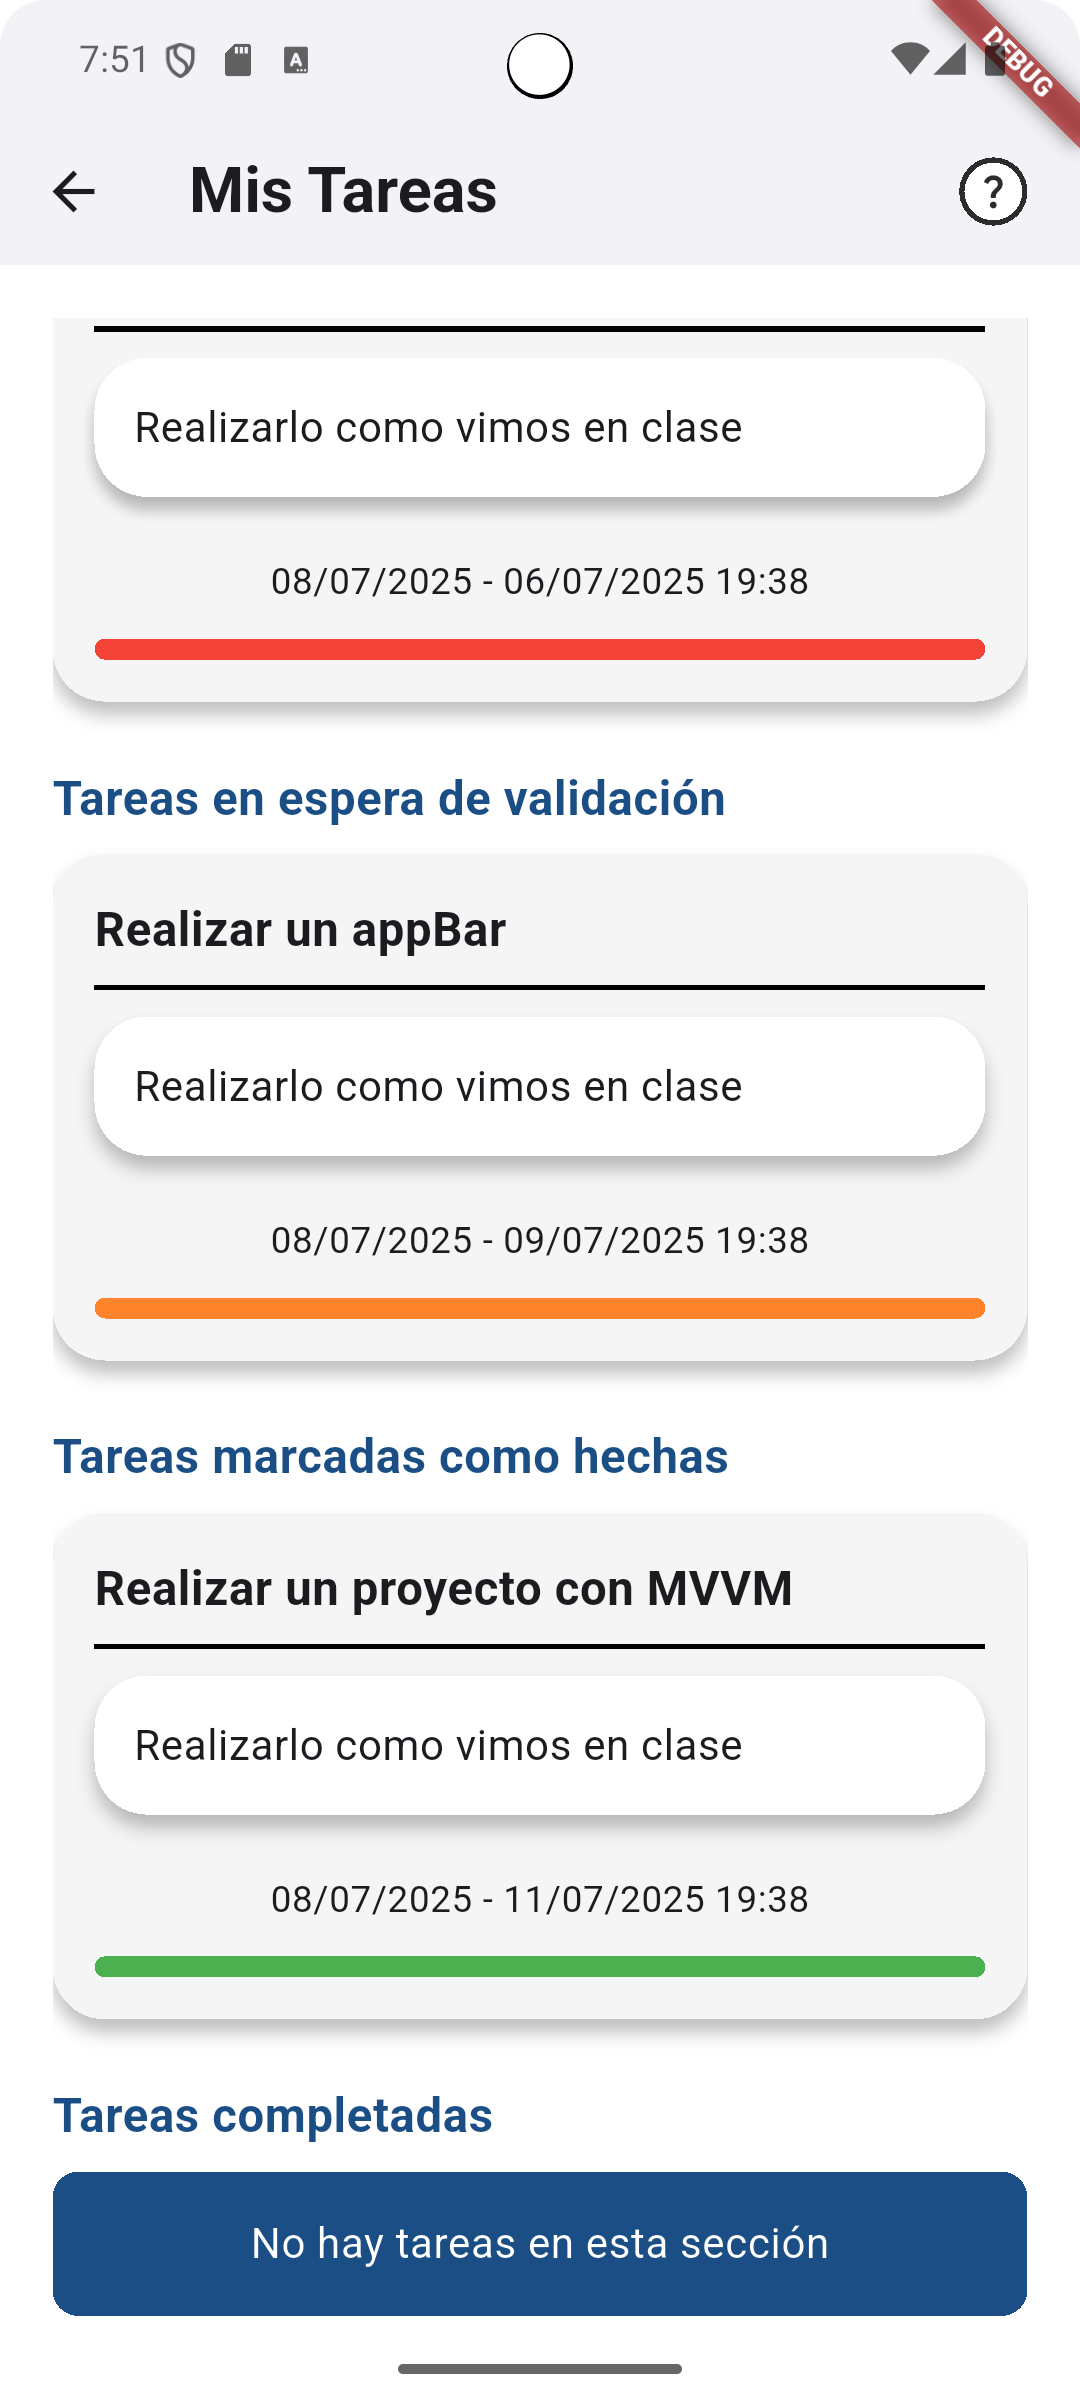 7:51
DEBUG
Mis Tareas
?
Realizarlo como vimos en clase
08/07/2025 - 06/07/2025 19:38
Tareas en espera de validación
Realizar un appBar
Realizarlo como vimos en clase
08/07/2025 - 09/07/2025 19:38
Tareas marcadas como hechas
Realizar un proyecto con MVVM
Realizarlo como vimos en clase
08/07/2025 - 11/07/2025 19:38
Tareas completadas
No hay tareas en esta sección